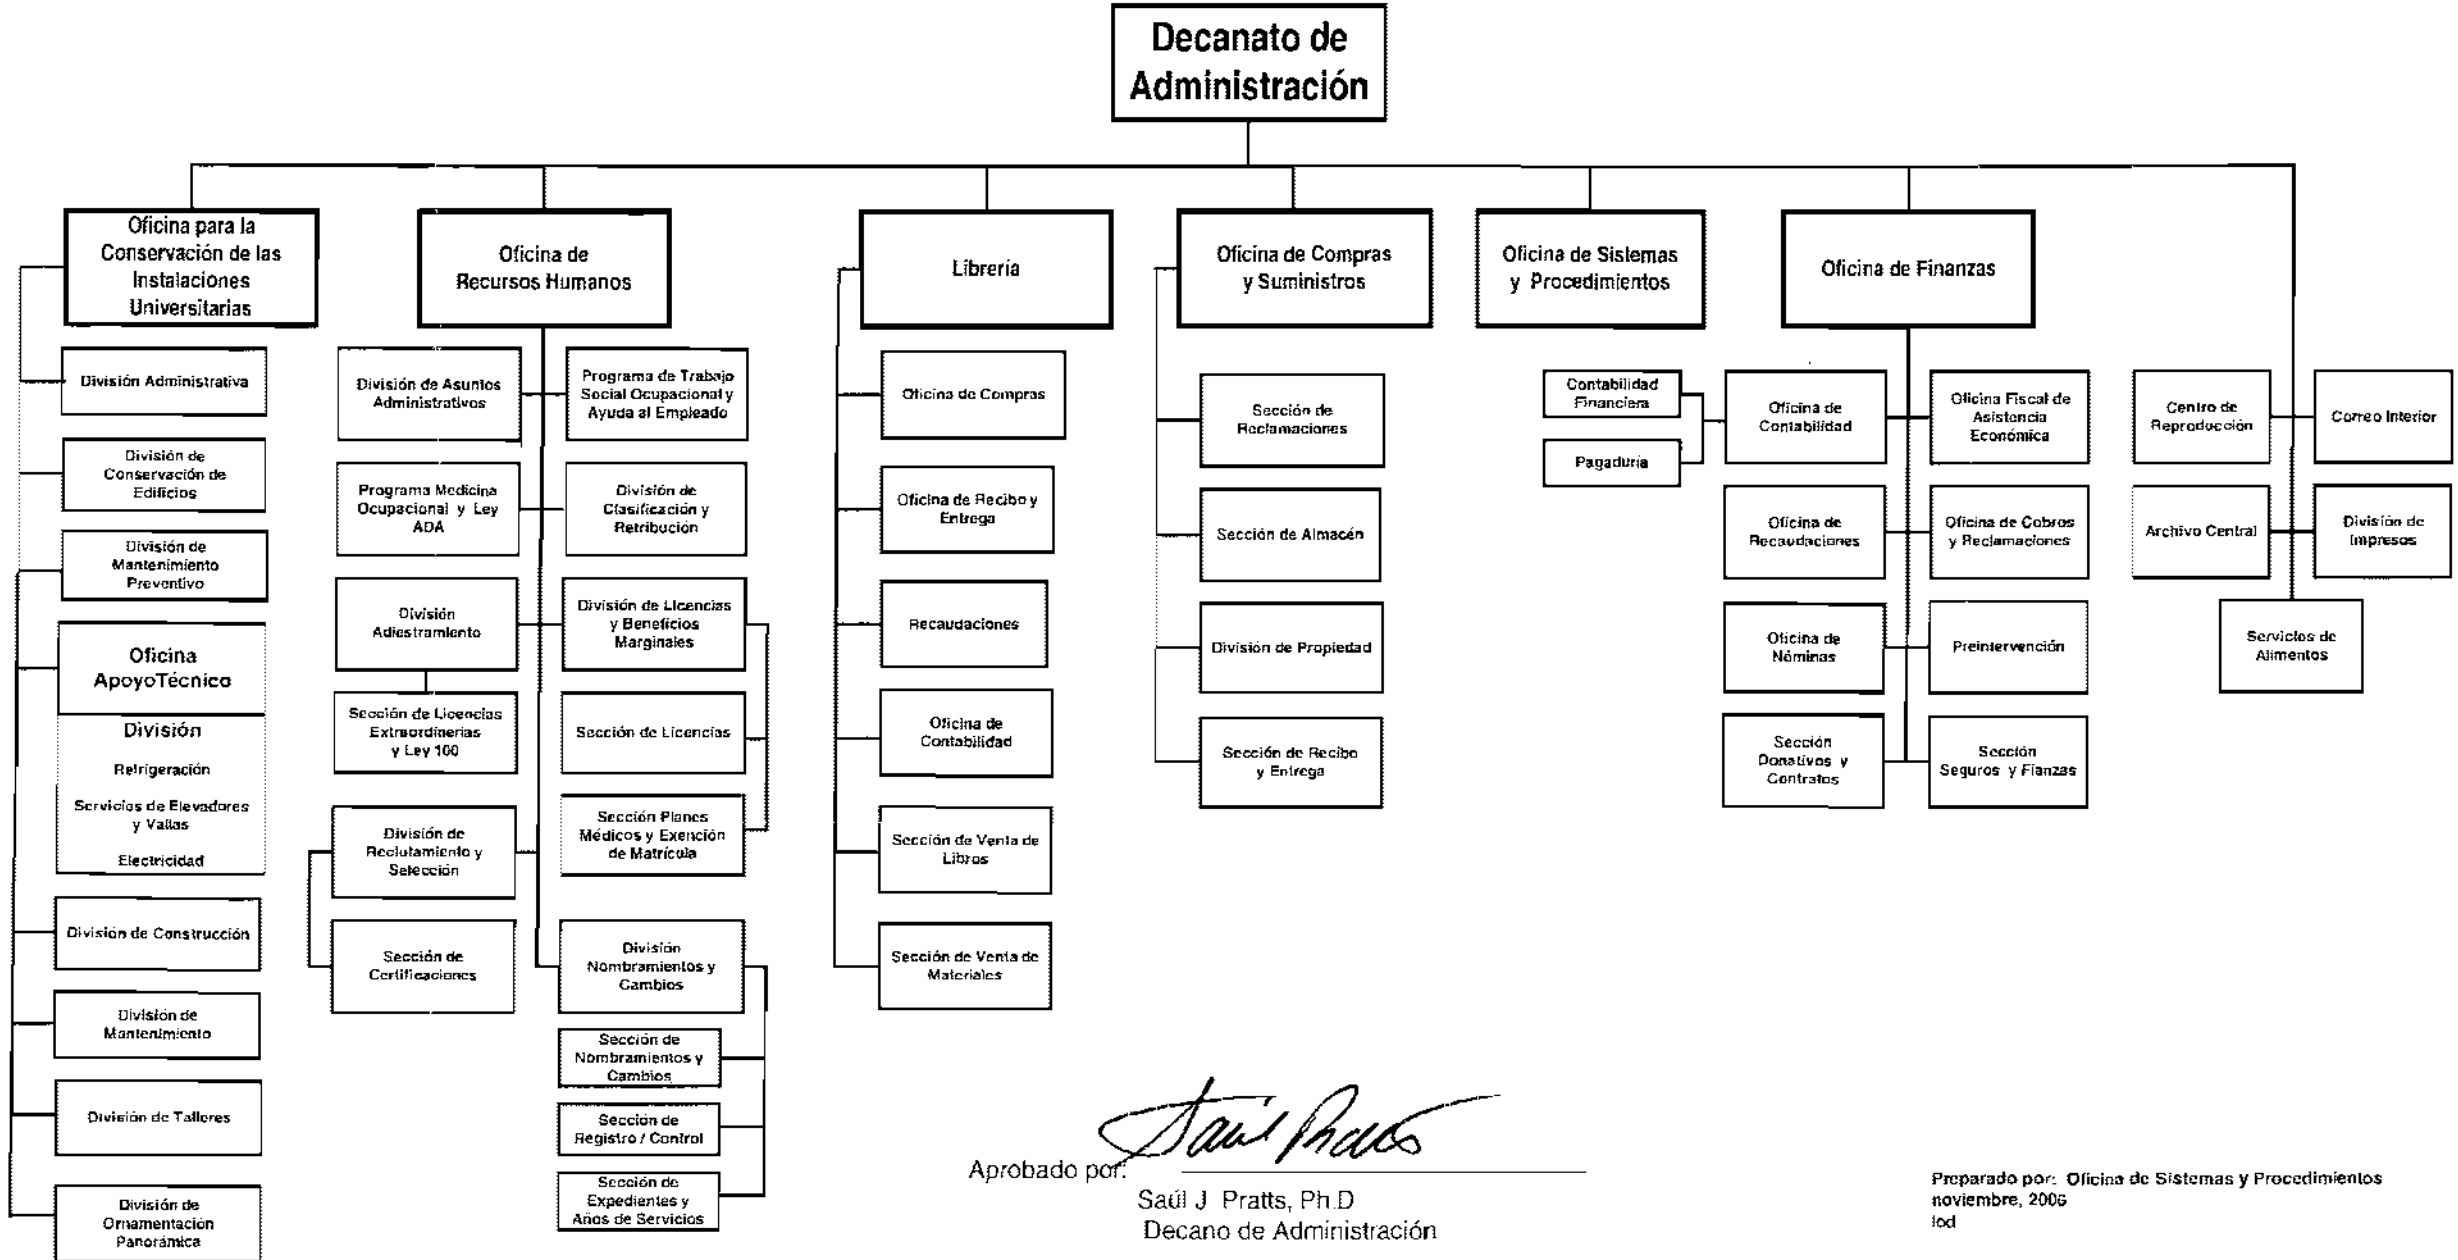 Decanato de
Administración
Oficina para la
Conservación de las
Instalaciones
Universitarias
División Administrativa
División de
Conservación de
Edificios
División de
Mantenimiento
Preventivo
Oficina
ApoyoTécnico
División
Refrigeración
Servicios de Elevadores
y Vallas
Electricidad
División de Construcción
División de
Mantenimiento
División de Talleres
División de
Ornamentación
Panorámica
Oficina de
Recursos Humanos
División de Asuntos
Administrativos
Programa de Trabajo
Social Ocupacional y
Ayuda al Empleado
Programa Medicina
Ocupacional y Ley
ADA
División de
Clasificación y
Retribución
División
Adiestramiento
División de Licencias
y Beneficios
Marginales
Sección de Licencias
Extraordinerias
y Ley 100
Sección de Licencias
Sección Planes
Médicos y Exención
de Matrícula
División de
Reclutamiento y
Selección
Sección de
Certificaciones
División
Nombramientos y
Cambios
Sección de
Nombramientos y
Cambios
Sección de
Registro / Control
Sección de
Expedientes y
Años de Servicios
Librería
Oficina de Compras
Oficina de Recibo y
Entrega
Recaudaciones
Oficina de
Contabilidad
Sección de Venta de
Libros
Sección de Venta de
Materiales
Oficina de Compras
y Suministros
Sección de
Reclamaciones
Sección de Almacén
División de Propiedad
Sección de Recibo
y Entrega
Oficina de Sistemas
y Procedimientos
Oficina de Finanzas
Contabilidad
Financiera
Pagaduría
Oficina de
Contabilidad
Oficina Fiscal de
Asistencia
Económica
Oficina de
Recaudaciones
Oficina de Cobros
y Reclamaciones
Oficina de
Nóminas
Preintervención
Sección
Donativos y
Contratos
Sección
Seguros y Fianzas
Centro de
Reproducción
Correo Interior
Archivo Central
División de
Impresos
Servicios de
Alimentos
Saúl Pratts
Aprobado por:
Saúl J Pratts, Ph.D
Decano de Administración
Preparado por: Oficina de Sistemas y Procedimientos
noviembre, 2006
lod